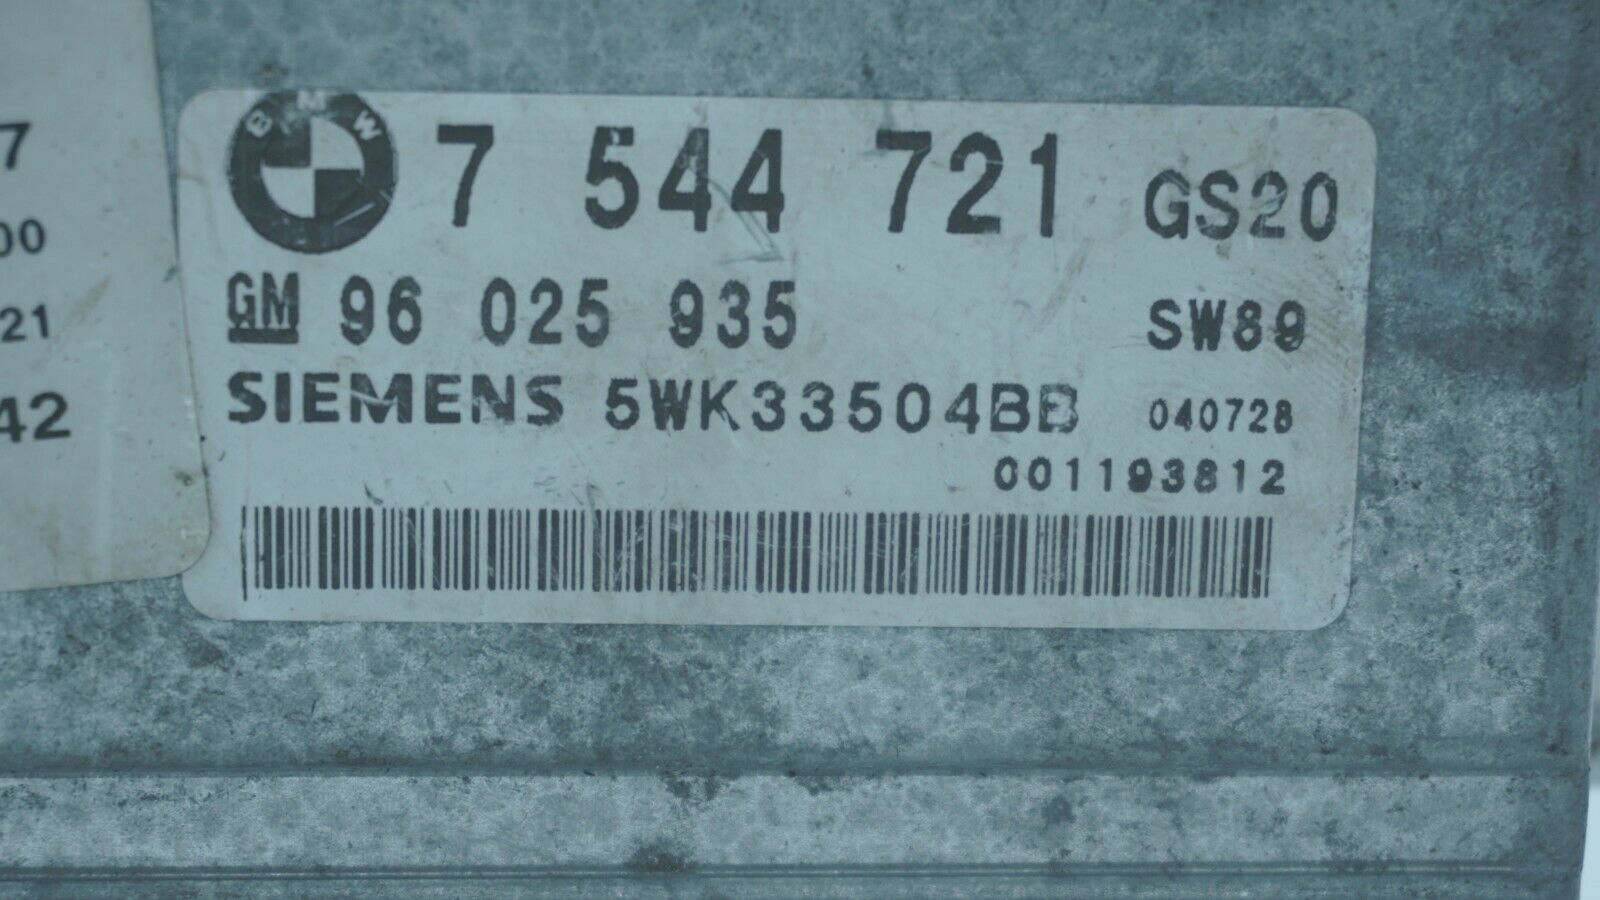 7
00
21
42
BMW 7 544 721 GS20
GM 96 025 935 SW89
SIEMENS 5WK33504BB 040728
001193812